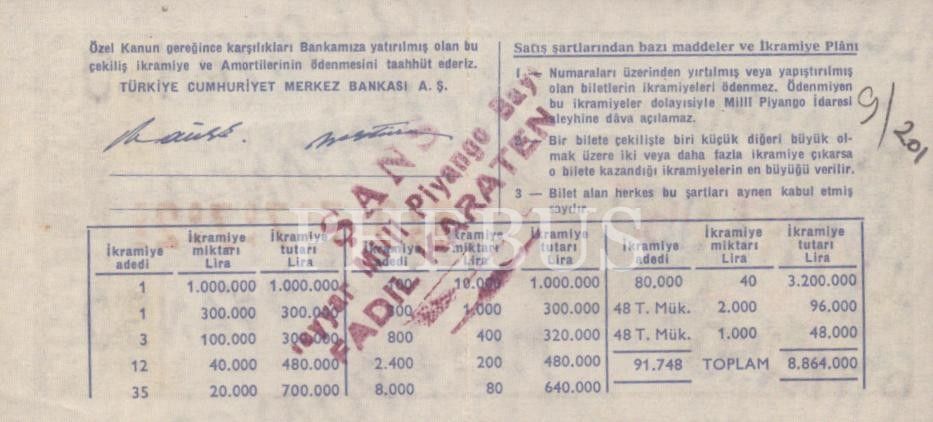 Özel Kanun gereğince karşılıkları Bankamıza yatırılmış olan bu
çekiliş ikramiye ve Amortilerinin ödenmesini taahhüt ederiz.
TÜRKİYE CUMHURİYET MERKEZ BANKASI A. Ş.
Satış şartlarından bazı maddeler ve İkramiye Plânı
1 — Numaraları üzerinden yırtılmış veya yapıştırılmış
olan biletlerin ikramiyeleri ödenmez. Ödenmiyen
bu ikramiyeler dolayısiyle Millî Piyango İdaresi
aleyhine dâva açılamaz.
Bir bilete çekilişte biri küçük diğeri büyük ol-
mak üzere iki veya daha fazla ikramiye çıkarsa
o bilete kazandığı ikramiyelerin en büyüğü verilir.
3 — Bilet alan herkes bu şartları aynen kabul etmiş
sayılır.
9/201
ŞANS
Seyyar Milli Piyango Bayi
FADIL KARATEN
PHEBUS
İkramiye adedi İkramiye miktarı Lira İkramiye tutarı Lira İkramiye adedi İkramiye miktarı Lira İkramiye tutarı Lira İkramiye adedi İkramiye miktarı Lira İkramiye tutarı Lira
1 1.000.000 1.000.000 100 10.000 1.000.000 80,000 40 3.200.000
1 300.000 300.000 300 1.000 300.000 48 T. Mük. 2.000 96.000
3 100.000 300.000 800 400 320.000 48 T. Mük. 1.000 48.000
12 40.000 480.000 2.400 200 480.000 91.748 TOPLAM 8,864.000
35 20.000 700.000 8,000 80 640.000